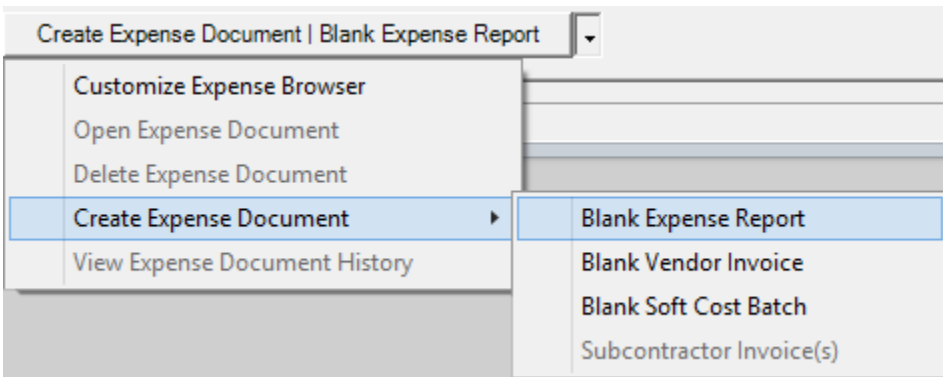 Create Expense Document | Blank Expense Report
Customize Expense Browser
Open Expense Document
Delete Expense Document
Create Expense Document
View Expense Document History
Blank Expense Report
Blank Vendor Invoice
Blank Soft Cost Batch
Subcontractor Invoice(s)